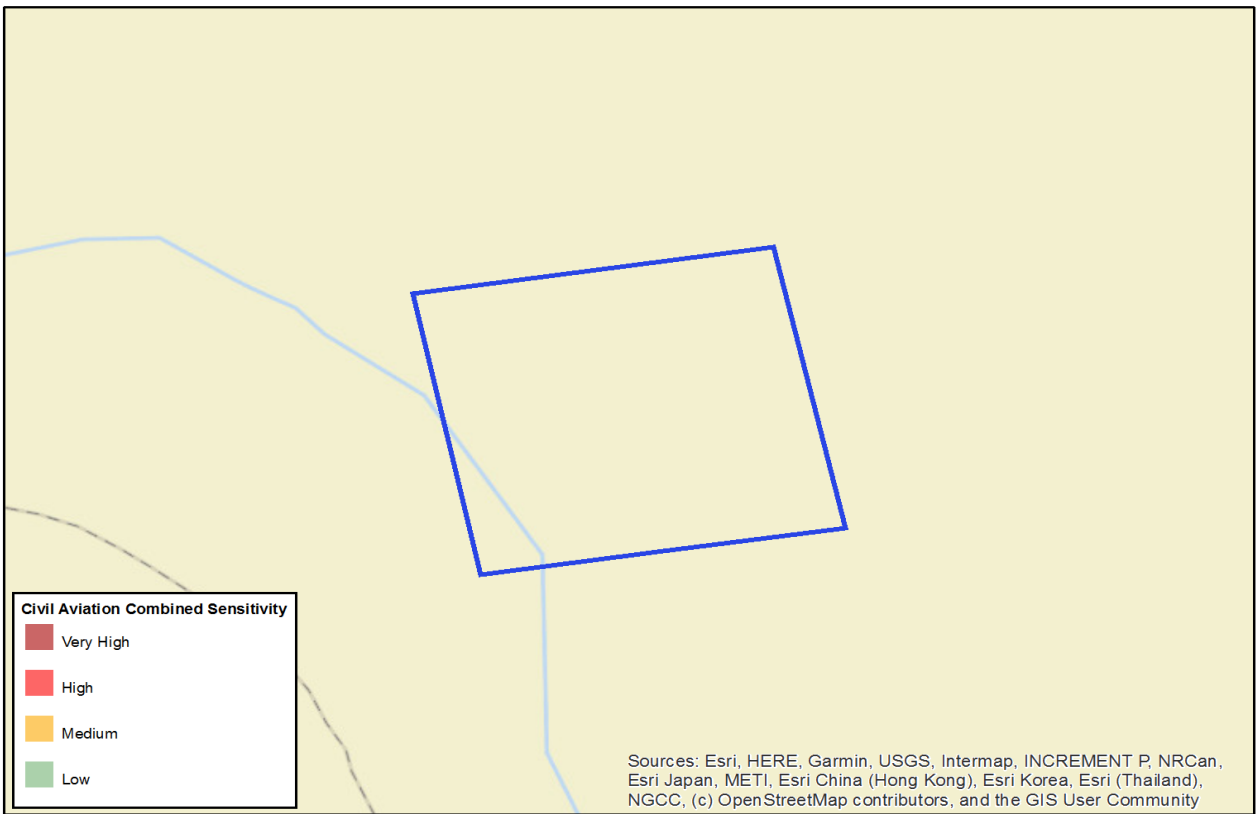 Civil Aviation Combined Sensitivity
Very High
High
Medium
Low
Sources: Esri, HERE, Garmin, USGS, Intermap, INCREMENT P, NRCan,
Esri Japan, METI, Esri China (Hong Kong), Esri Korea, Esri (Thailand),
NGCC, (c) OpenStreetMap contributors, and the GIS User Community